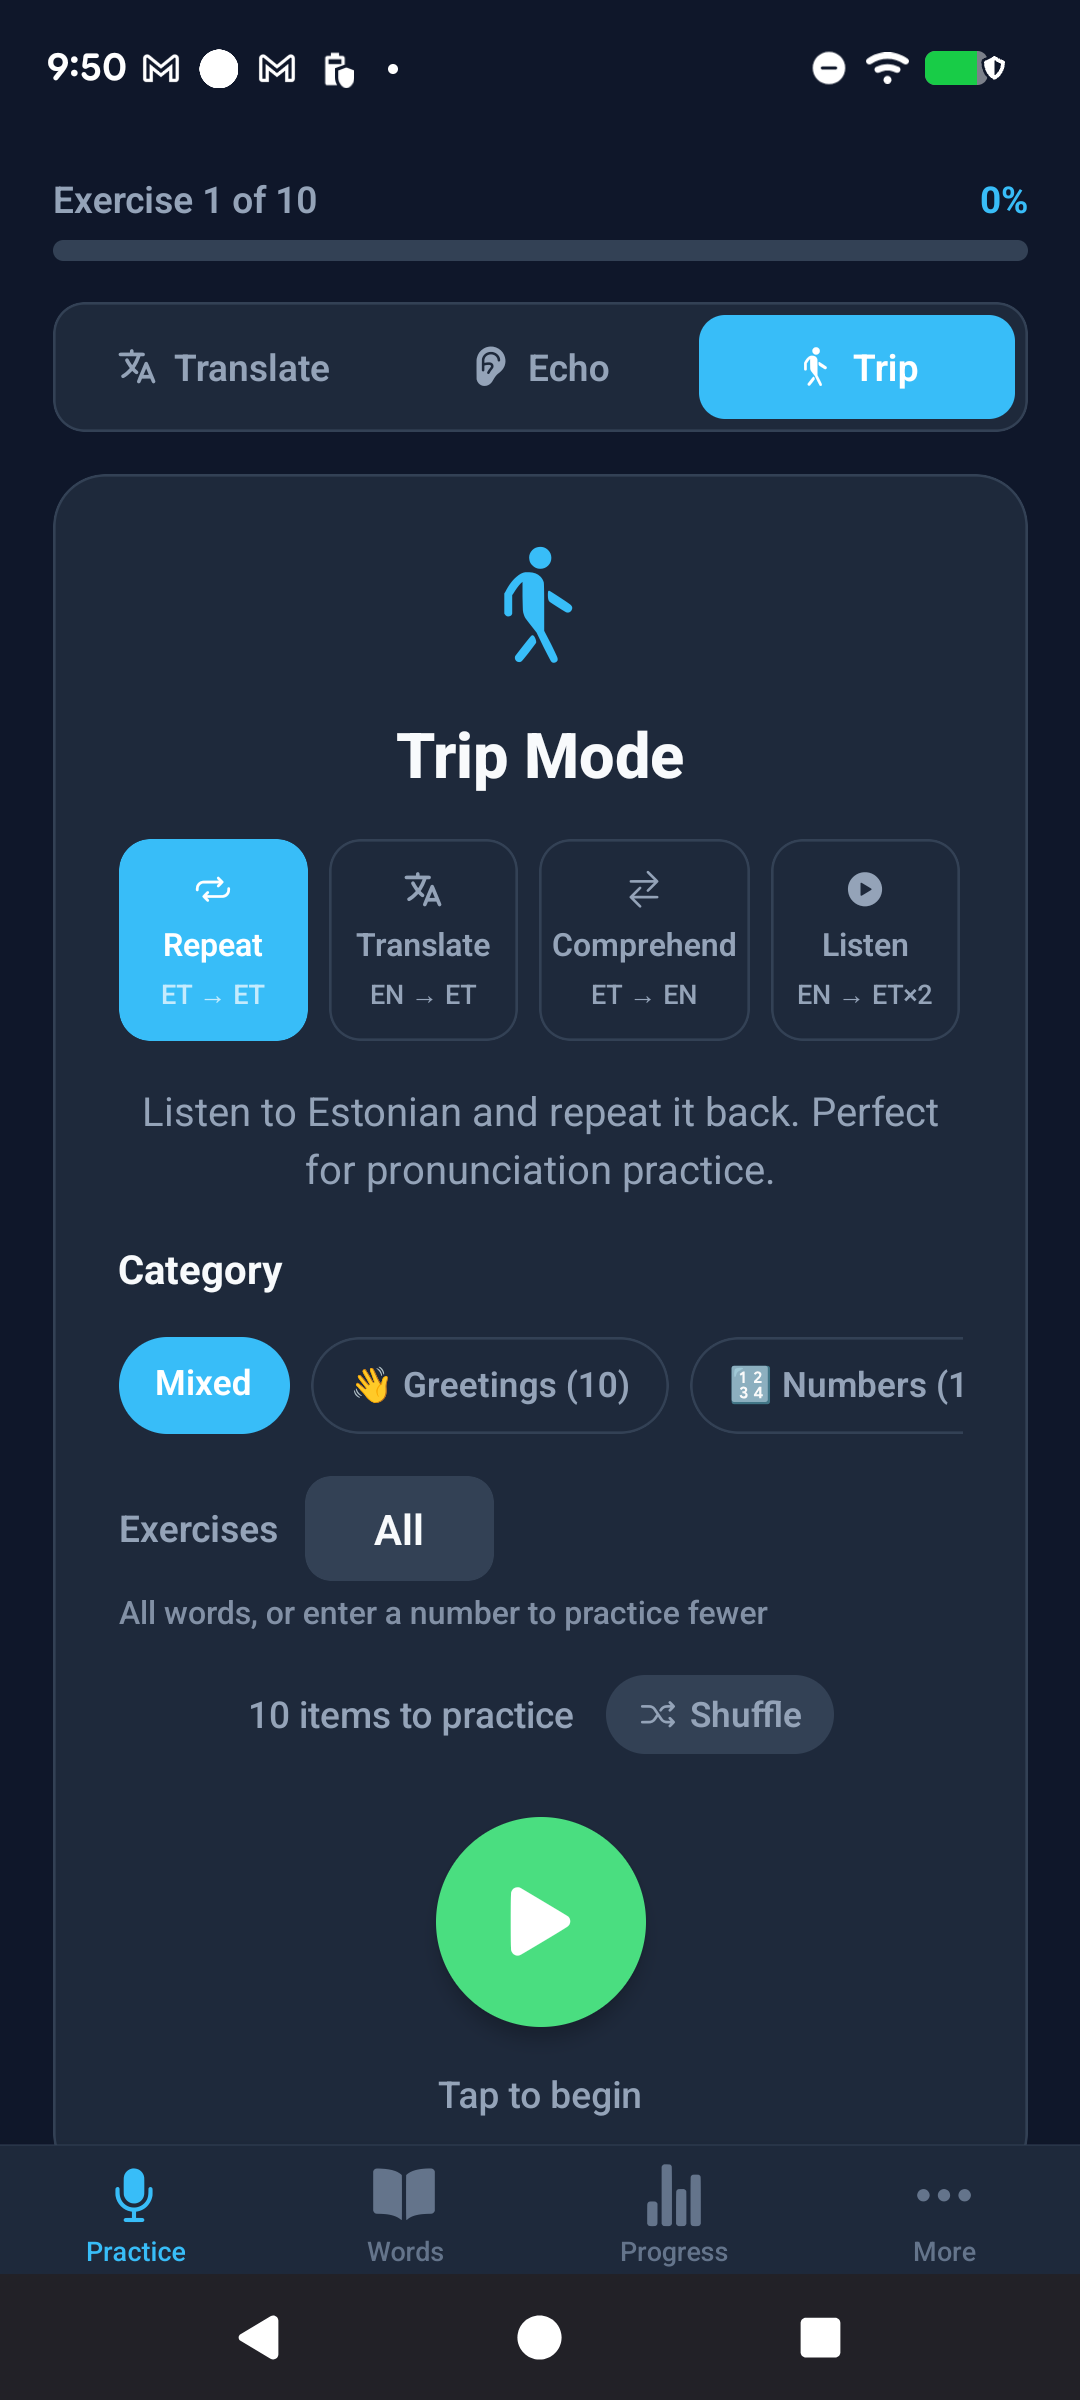 9:50
Exercise 1 of 10
0%
Translate
Echo
Trip
Trip Mode
Repeat
ET → ET
Translate
EN → ET
Comprehend
ET → EN
Listen
EN → ET×2
Listen to Estonian and repeat it back. Perfect
for pronunciation practice.
Category
Mixed
👋 Greetings (10)
🔢 Numbers (1
Exercises
All
All words, or enter a number to practice fewer
10 items to practice
Shuffle
Tap to begin
Practice
Words
Progress
More